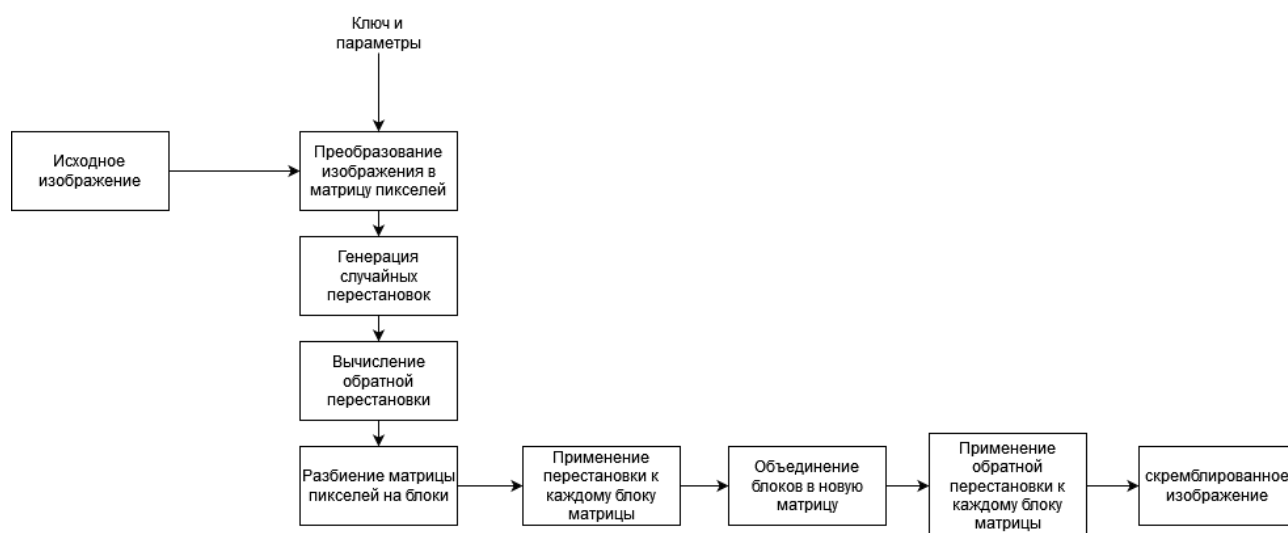 Ключ и
параметры
Исходное
изображение
Преобразование
изображения в
матрицу пикселей
Генерация
случайных
перестановок
Вычисление
обратной
перестановки
Разбиение матрицы
пикселей на блоки
Применение
перестановки к
каждому блоку
матрицы
Объединение
блоков в новую
матрицу
Применение
обратной
перестановки к
каждому блоку
матрицы
скремблированное
изображение